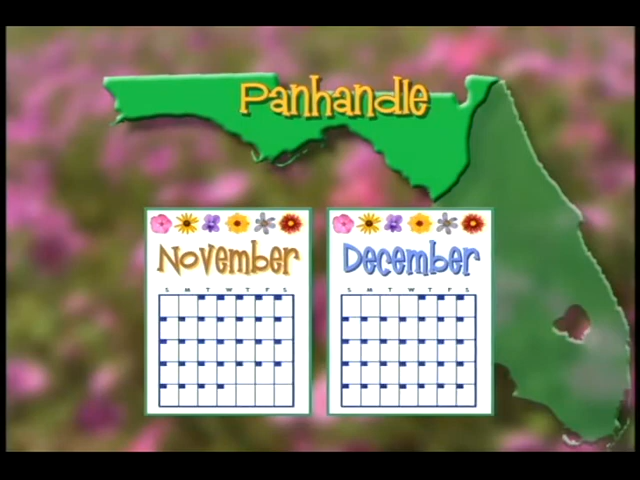 Panhandle
November
S M T W T F S
December
S M T W T F S